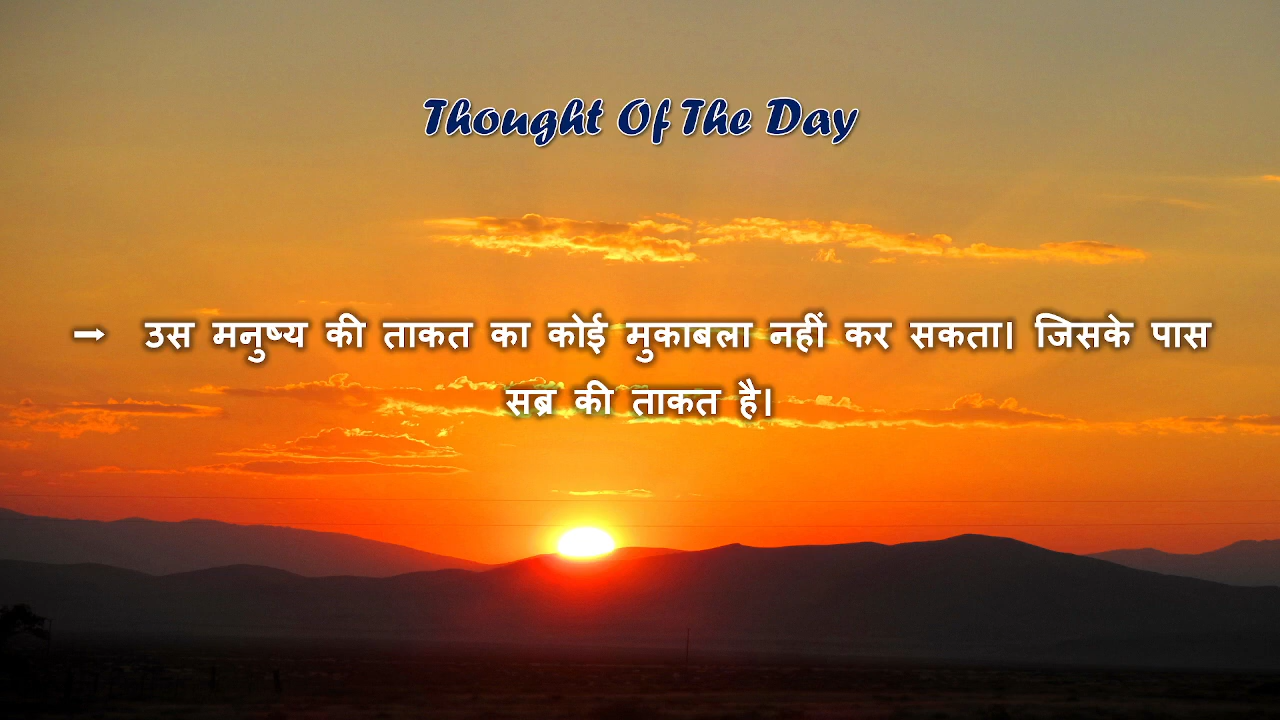 Thought Of The Day
→ उस मनुष्य की ताकत का कोई मुकाबला नहीं कर सकता। जिसके पास
सब्र की ताकत है।